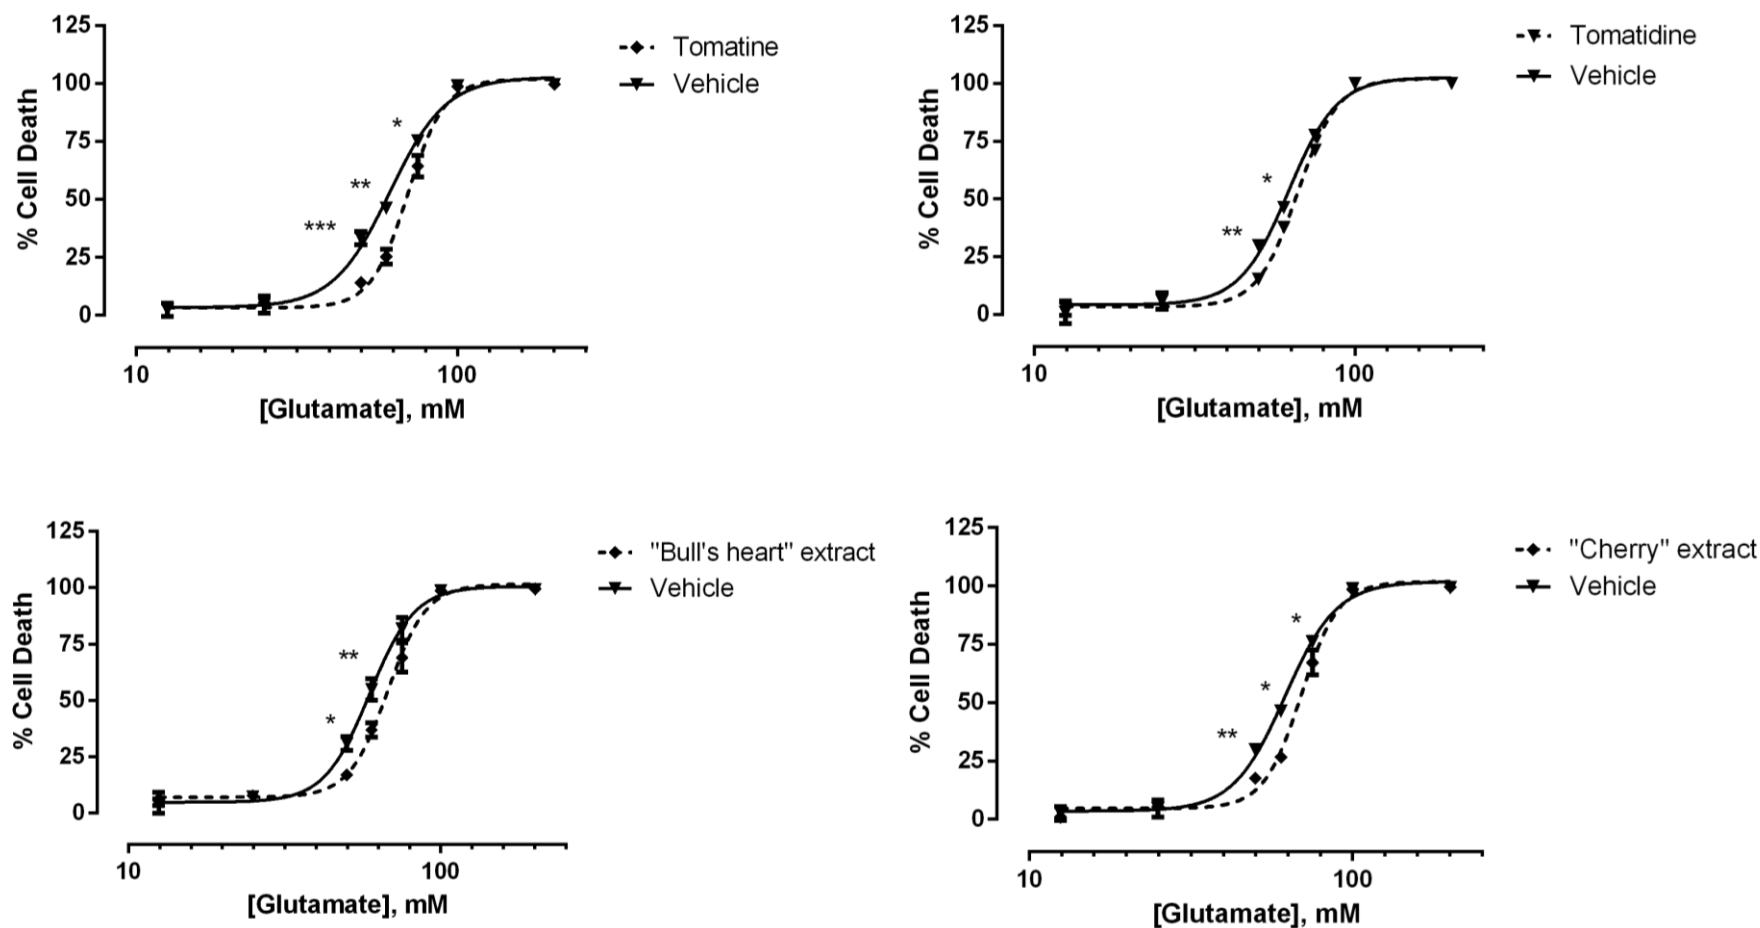 125
100
75
50
25
0
% Cell Death
10
100
[Glutamate], mM
Tomatine
Vehicle
*
**
***
125
100
75
50
25
0
% Cell Death
10
100
[Glutamate], mM
Tomatidine
Vehicle
*
**
125
100
75
50
25
0
% Cell Death
10
100
[Glutamate], mM
"Bull's heart" extract
Vehicle
**
*
125
100
75
50
25
0
% Cell Death
10
100
[Glutamate], mM
"Cherry" extract
Vehicle
*
*
**